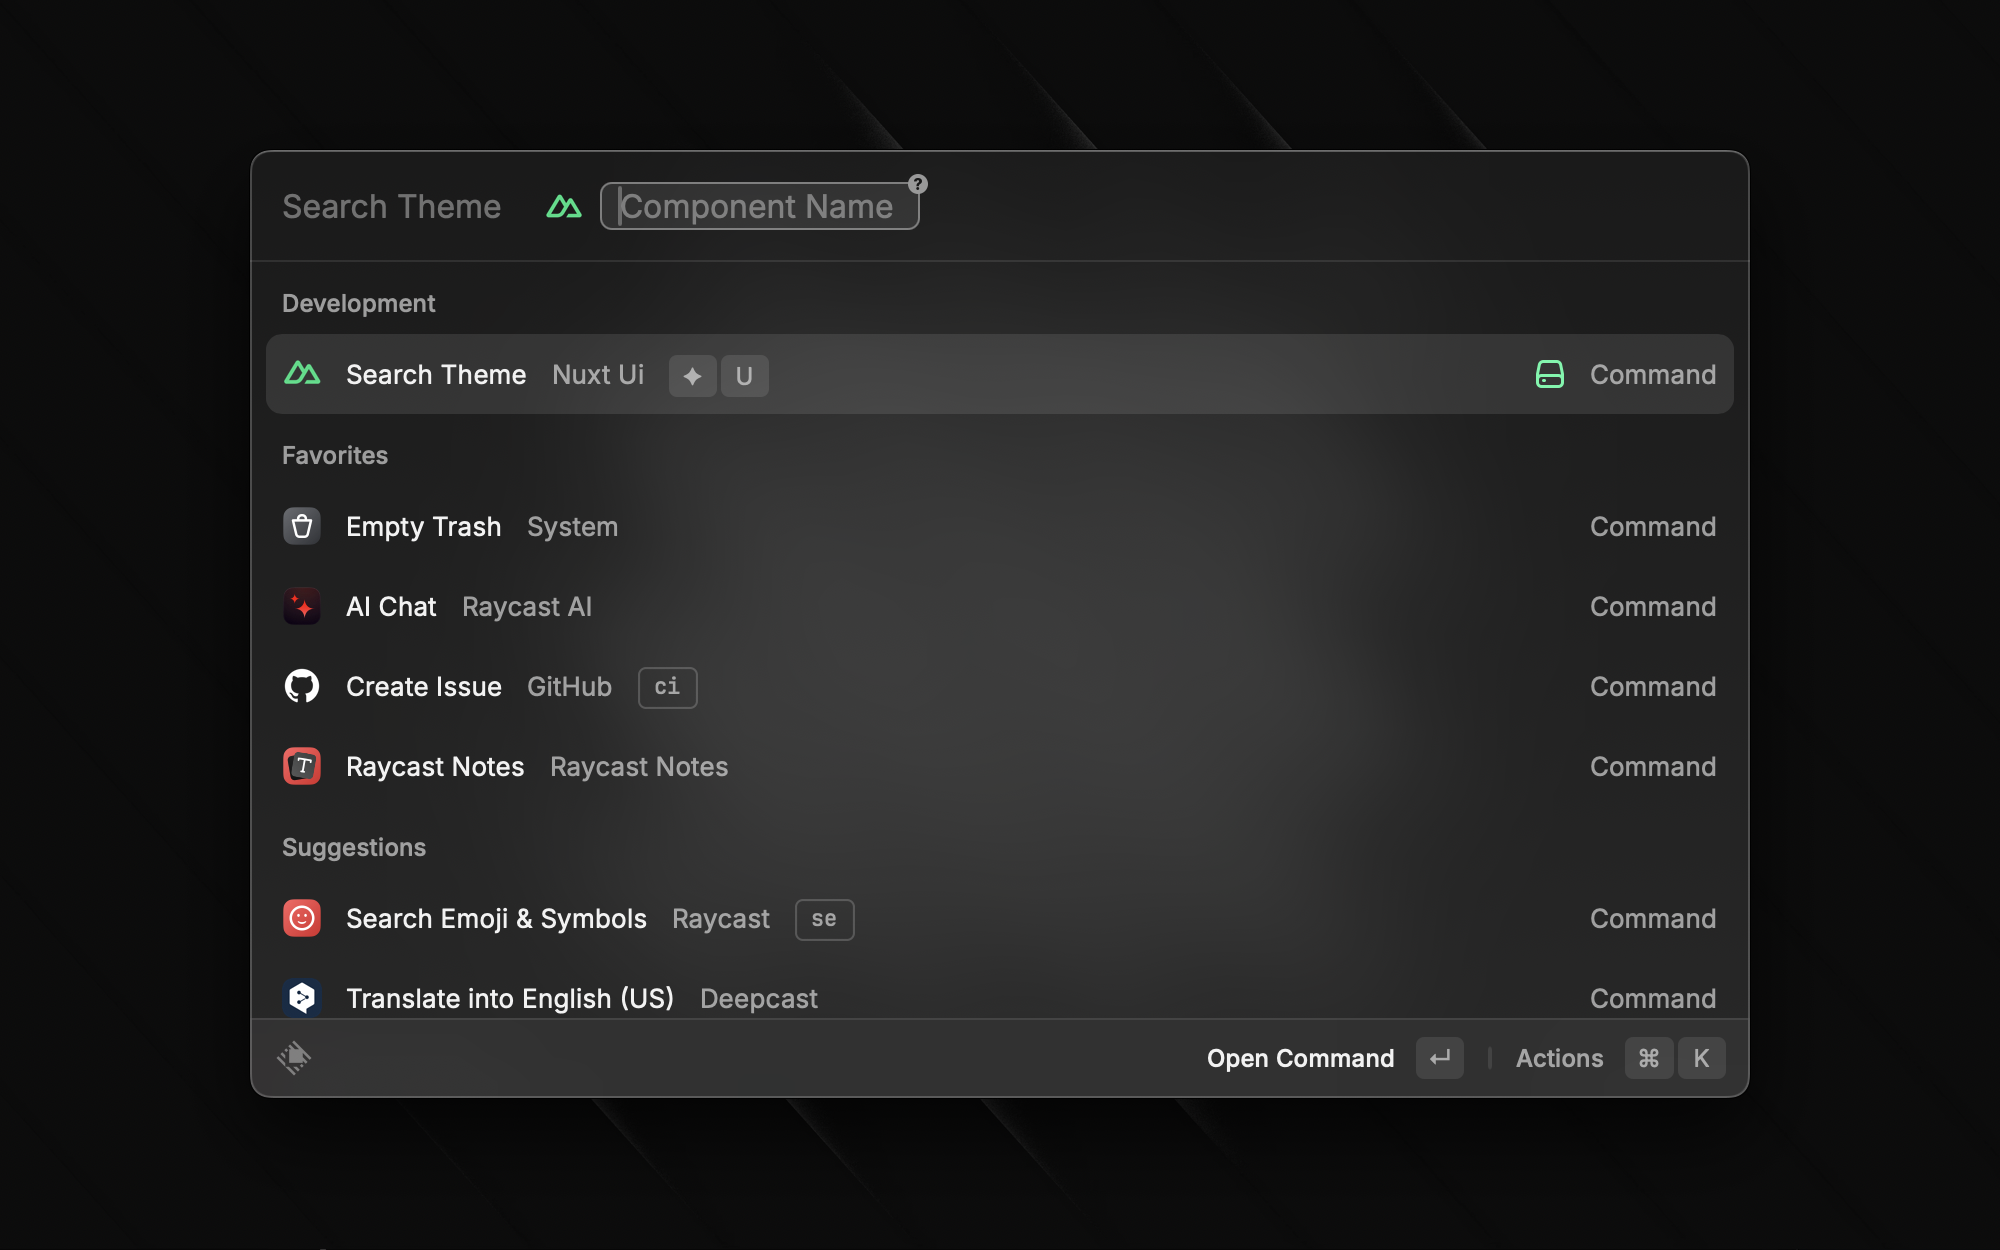 Search Theme Component Name ?
Development
Search Theme Nuxt Ui ✦ U Command
Favorites
Empty Trash System Command
AI Chat Raycast AI Command
Create Issue GitHub ci Command
Raycast Notes Raycast Notes Command
Suggestions
Search Emoji & Symbols Raycast se Command
Translate into English (US) Deepcast Command
Open Command ↵ Actions ⌘ K